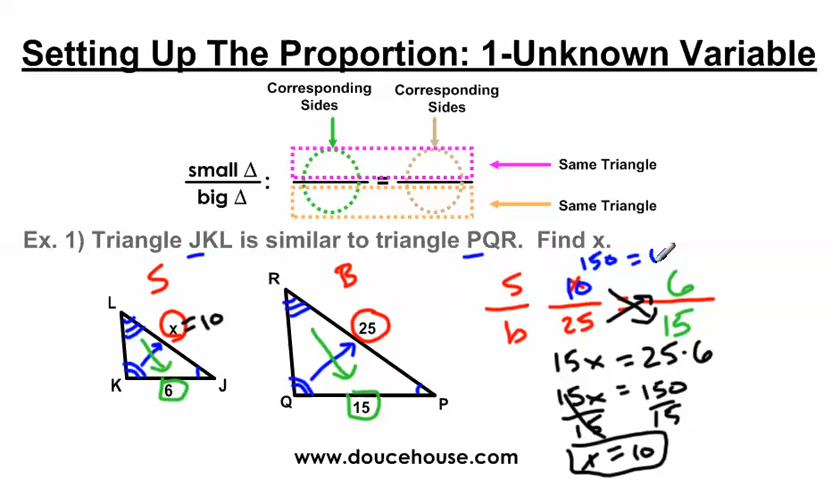 Setting Up The Proportion: 1-Unknown Variable
Corresponding Sides
Corresponding Sides
small Δ
big Δ
:
=
Same Triangle
Same Triangle
Ex. 1) Triangle JKL is similar to triangle PQR. Find x.
150 =
S
B
L
x = 10
K
6
J
R
25
Q
15
P
S
b
10
25
6
15
15x = 25·6
15x = 150
15
15
x = 10
www.doucehouse.com